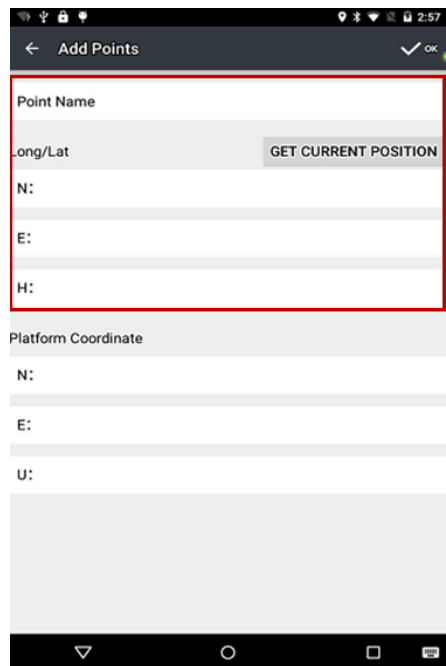 2:57
Add Points
OK
Point Name
Long/Lat
GET CURRENT POSITION
N:
E:
H:
Platform Coordinate
N:
E:
U: